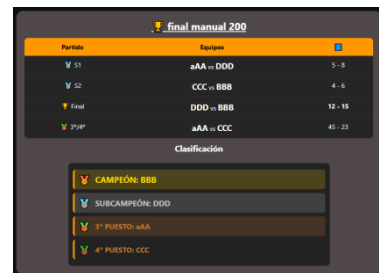 🏆 final manual 200
Partido Equipos
S1 aAA vs DDD 5 - 8
S2 CCC vs BBB 4 - 6
Final DDD vs BBB 12 - 15
3º/4º aAA vs CCC 45 - 23
Clasificación
CAMPEÓN: BBB
SUBCAMPEÓN: DDD
3º PUESTO: aAA
4º PUESTO: CCC